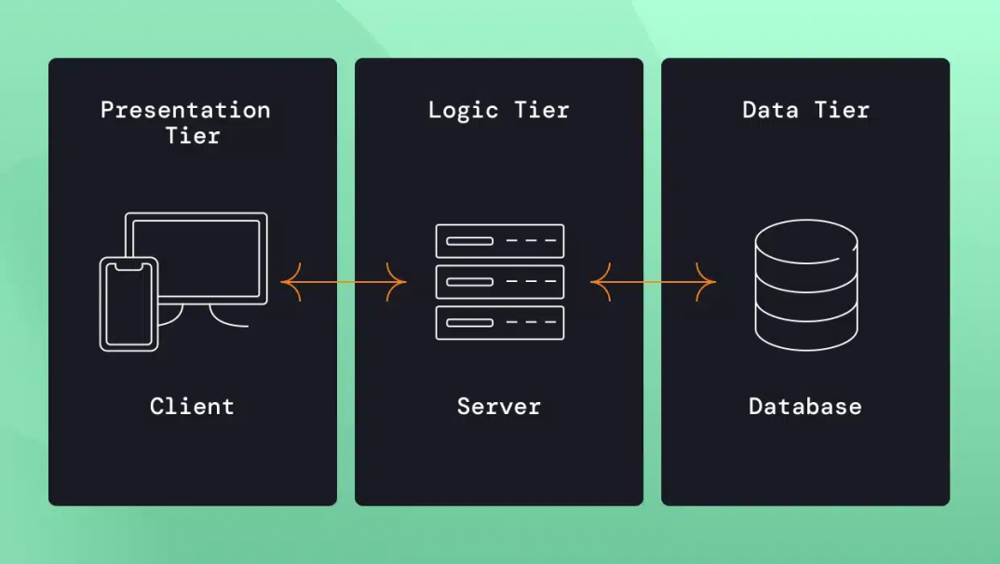 Presentation
Tier
Logic Tier
Data Tier
Client
Server
Database